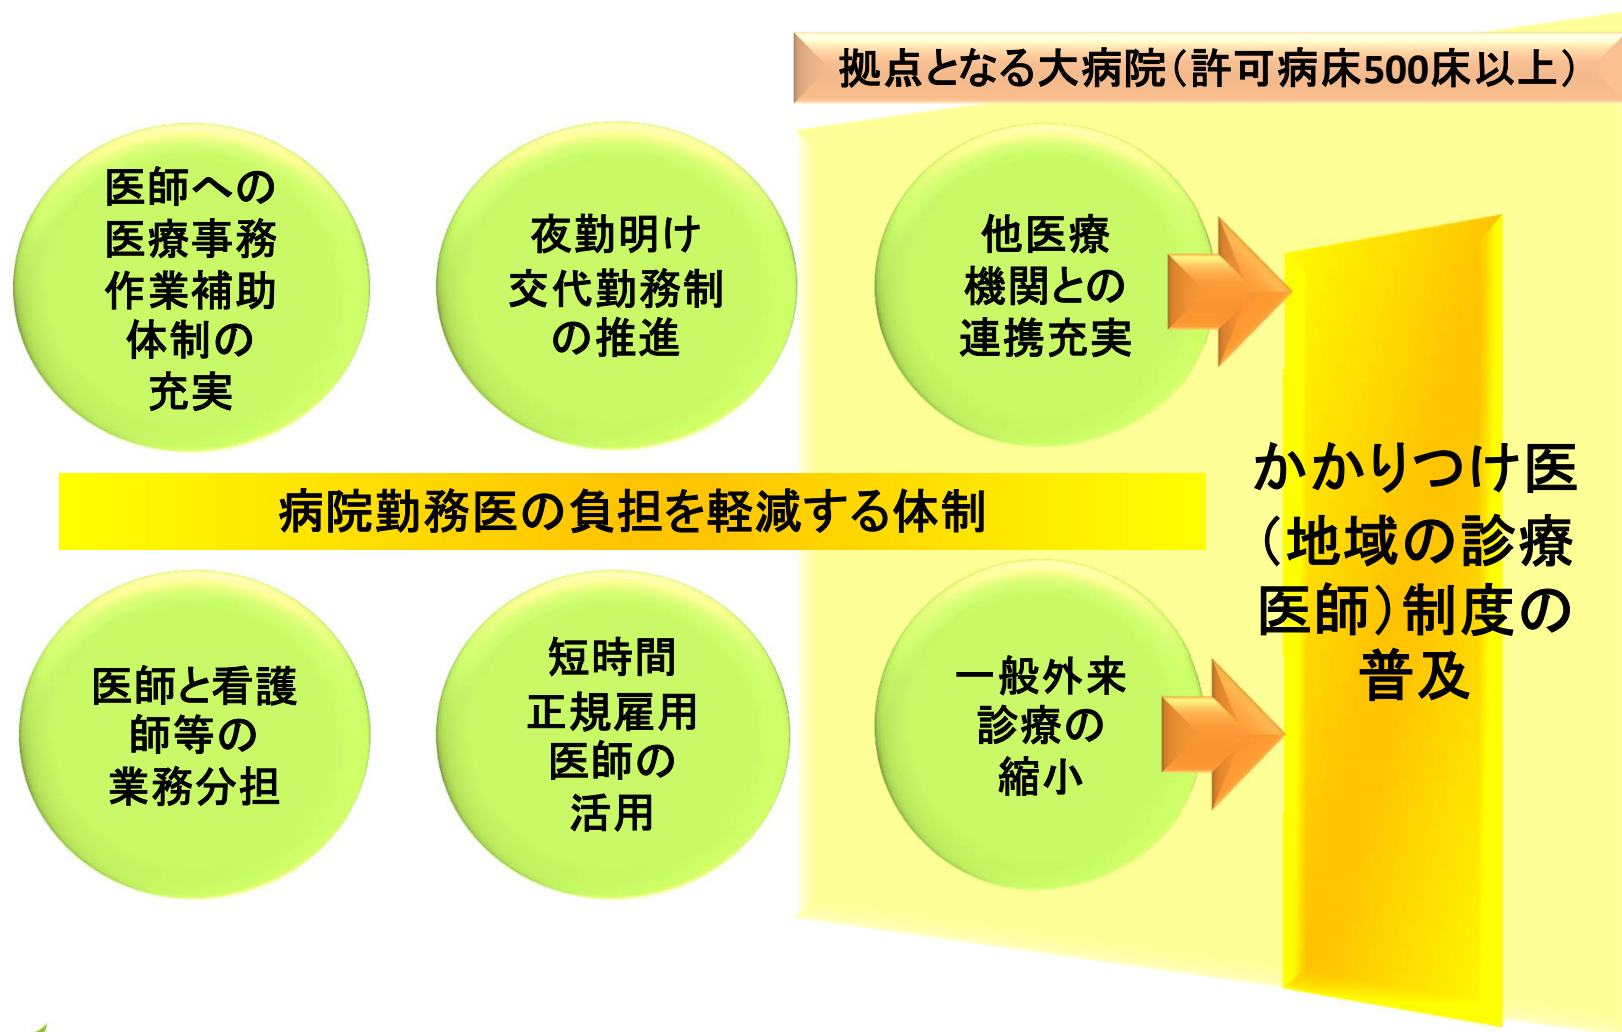 拠点となる大病院（許可病床500床以上）
医師への
医療事務
作業補助
体制の
充実
夜勤明け
交代勤務制
の推進
他医療
機関との
連携充実
病院勤務医の負担を軽減する体制
医師と看護
師等の
業務分担
短時間
正規雇用
医師の
活用
一般外来
診療の
縮小
かかりつけ医
（地域の診療
医師）制度の
普及